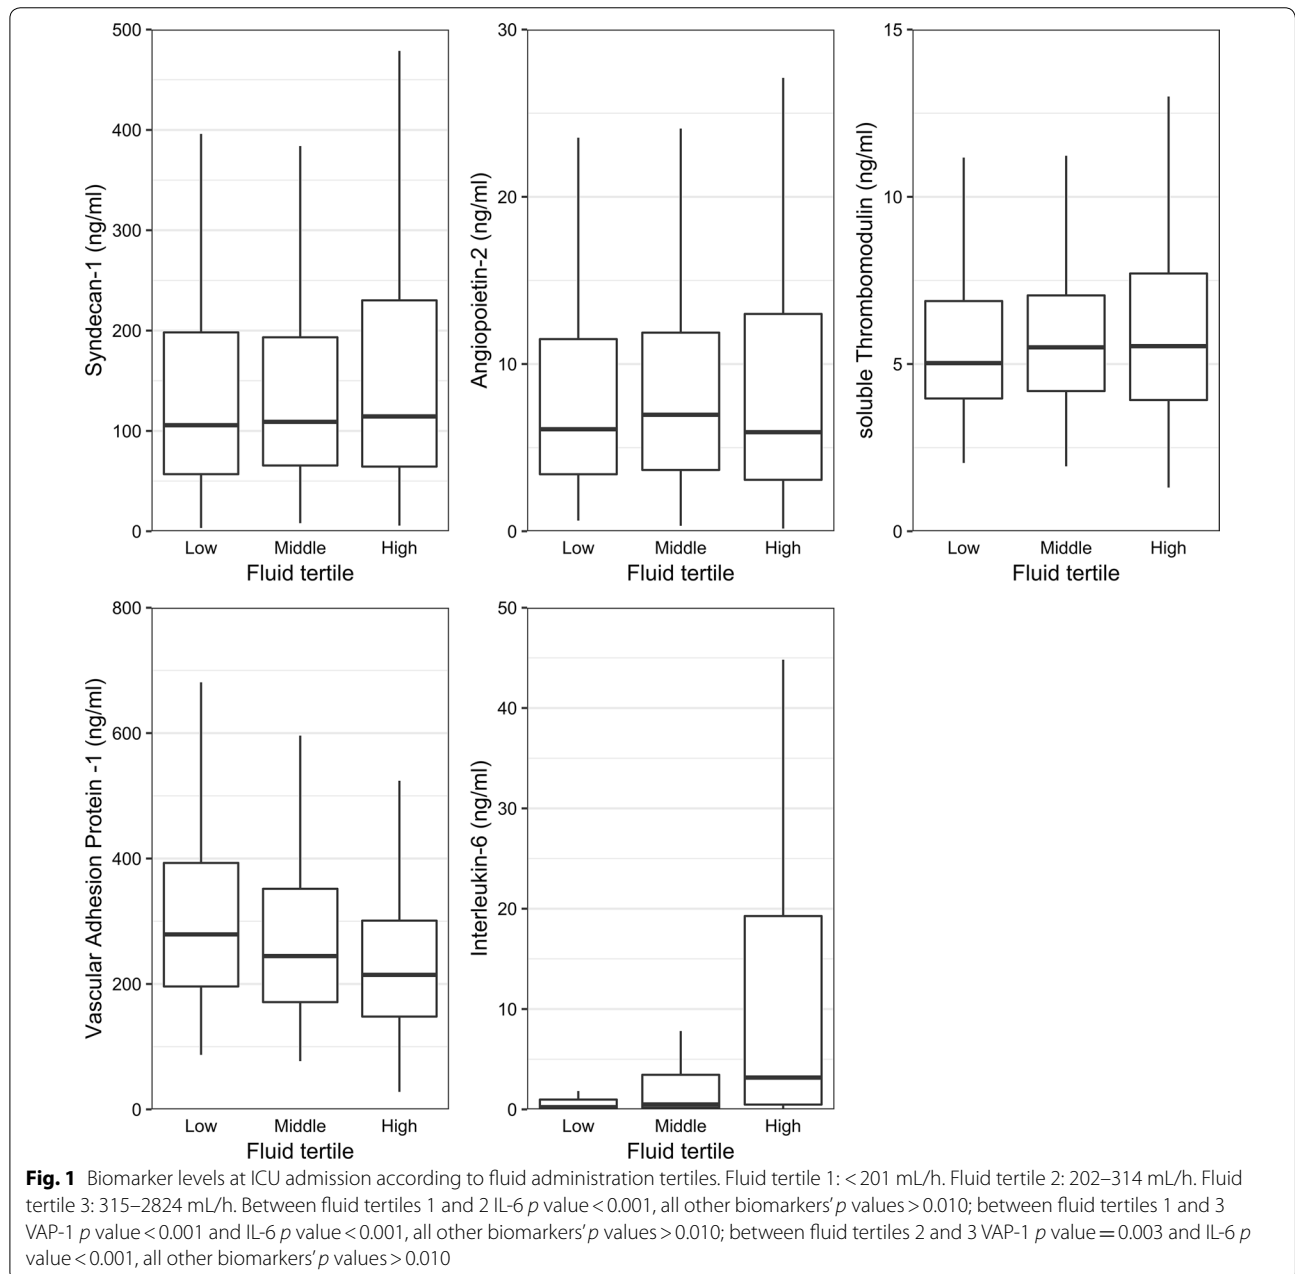 500
400
300
200
100
0
Syndecan-1 (ng/ml)
Low Middle High
Fluid tertile
30
20
10
0
Angiopoietin-2 (ng/ml)
Low Middle High
Fluid tertile
15
10
5
0
soluble Thrombomodulin (ng/ml)
Low Middle High
Fluid tertile
800
600
400
200
0
Vascular Adhesion Protein -1 (ng/ml)
Low Middle High
Fluid tertile
50
40
30
20
10
0
Interleukin-6 (ng/ml)
Low Middle High
Fluid tertile
Fig. 1 Biomarker levels at ICU admission according to fluid administration tertiles. Fluid tertile 1: < 201 mL/h. Fluid tertile 2: 202–314 mL/h. Fluid
tertile 3: 315–2824 mL/h. Between fluid tertiles 1 and 2 IL-6 p value < 0.001, all other biomarkers’ p values > 0.010; between fluid tertiles 1 and 3
VAP-1 p value < 0.001 and IL-6 p value < 0.001, all other biomarkers’ p values > 0.010; between fluid tertiles 2 and 3 VAP-1 p value = 0.003 and IL-6 p
value < 0.001, all other biomarkers’ p values > 0.010